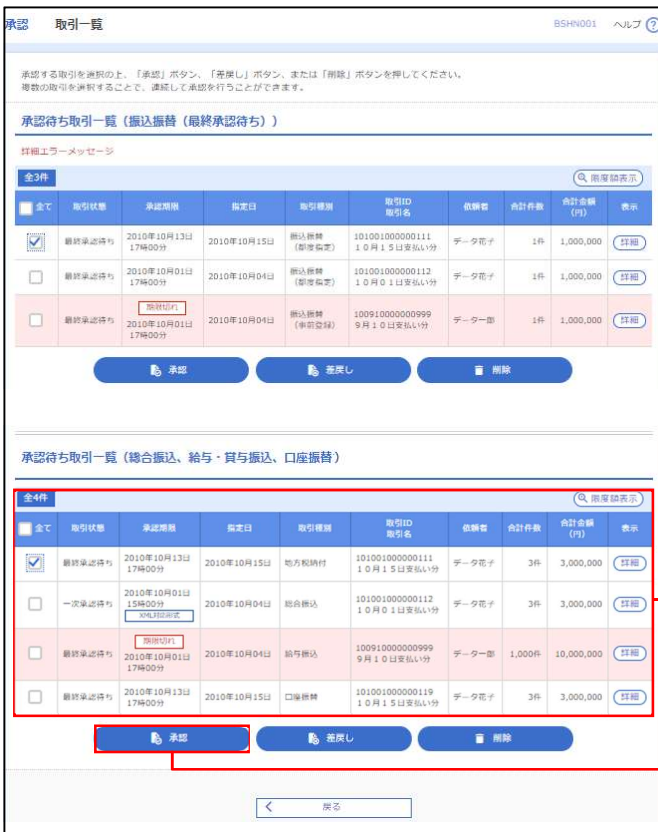 承認 取引一覧 BSHN001 ヘルプ ?
承認する取引を選択の上、「承認」ボタン、「差戻し」ボタン、または「削除」ボタンを押してください。
複数の取引を選択することで、連続して承認を行うことができます。
承認待ち取引一覧（振込振替（最終承認待ち））
詳細エラーメッセージ
全3件 限度額表示
全て 取引状態 承認期限 指定日 取引種別 取引ID 取引名 依頼者 合計件数 合計金額(円) 表示
最終承認待ち 2010年10月13日 17時00分 2010年10月15日 振込振替（都度指定） 101001000000111 １０月１５日支払い分 データ花子 1件 1,000,000 詳細
最終承認待ち 2010年10月01日 17時00分 2010年10月04日 振込振替（都度指定） 101001000000112 １０月０１日支払い分 データ花子 1件 1,000,000 詳細
最終承認待ち 期限切れ 2010年10月01日 17時00分 2010年10月04日 振込振替（事前登録） 100910000000999 ９月１０日支払い分 データ一郎 1件 1,000,000 詳細
承認 差戻し 削除
承認待ち取引一覧（総合振込、給与・賞与振込、口座振替）
全4件 限度額表示
全て 取引状態 承認期限 指定日 取引種別 取引ID 取引名 依頼者 合計件数 合計金額(円) 表示
最終承認待ち 2010年10月13日 17時00分 2010年10月15日 地方税納付 101001000000111 １０月１５日支払い分 データ花子 3件 3,000,000 詳細
一次承認待ち 2010年10月01日 15時00分 XML対応形式 2010年10月04日 総合振込 101001000000112 １０月０１日支払い分 データ花子 3件 3,000,000 詳細
最終承認待ち 期限切れ 2010年10月01日 17時00分 2010年10月04日 給与振込 100910000000999 ９月１０日支払い分 データ一郎 1,000件 10,000,000 詳細
最終承認待ち 2010年10月13日 17時00分 2010年10月15日 口座振替 101001000000119 １０月１５日支払い分 データ花子 3件 3,000,000 詳細
承認 差戻し 削除
戻る